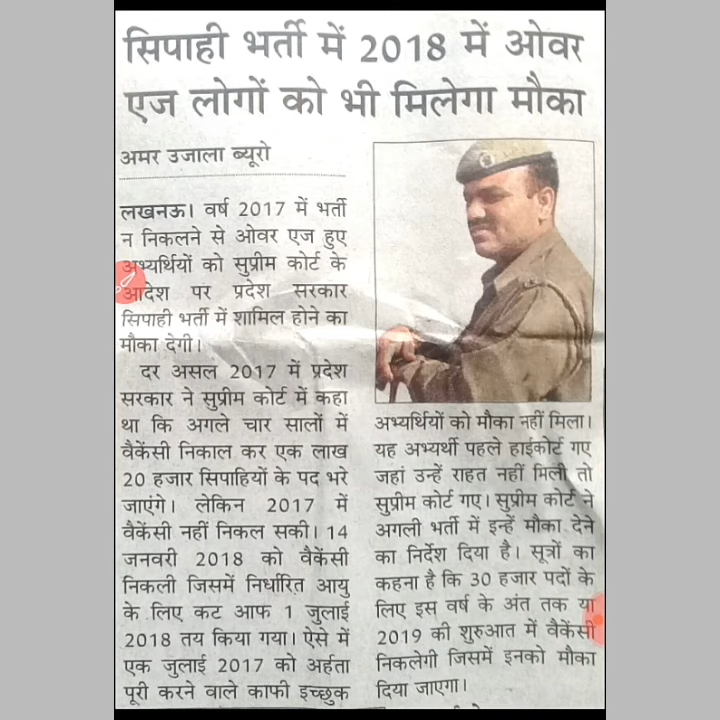 सिपाही भर्ती में 2018 में ओवर
एज लोगों को भी मिलेगा मौका
अमर उजाला ब्यूरो
लखनऊ। वर्ष 2017 में भर्ती
न निकलने से ओवर एज हुए
अभ्यर्थियों को सुप्रीम कोर्ट के
आदेश पर प्रदेश सरकार
सिपाही भर्ती में शामिल होने का
मौका देगी।
दर असल 2017 में प्रदेश
सरकार ने सुप्रीम कोर्ट में कहा
था कि अगले चार सालों में
वैकेंसी निकाल कर एक लाख
20 हजार सिपाहियों के पद भरे
जाएंगे। लेकिन 2017 में
वैकेंसी नहीं निकल सकी। 14
जनवरी 2018 को वैकेंसी
निकली जिसमें निर्धारित आयु
के लिए कट आफ 1 जुलाई
2018 तय किया गया। ऐसे में
एक जुलाई 2017 को अर्हता
पूरी करने वाले काफी इच्छुक
अभ्यर्थियों को मौका नहीं मिला।
यह अभ्यर्थी पहले हाईकोर्ट गए
जहां उन्हें राहत नहीं मिली तो
सुप्रीम कोर्ट गए। सुप्रीम कोर्ट ने
अगली भर्ती में इन्हें मौका देने
का निर्देश दिया है। सूत्रों का
कहना है कि 30 हजार पदों के
लिए इस वर्ष के अंत तक या
2019 की शुरुआत में वैकेंसी
निकलेगी जिसमें इनको मौका
दिया जाएगा।